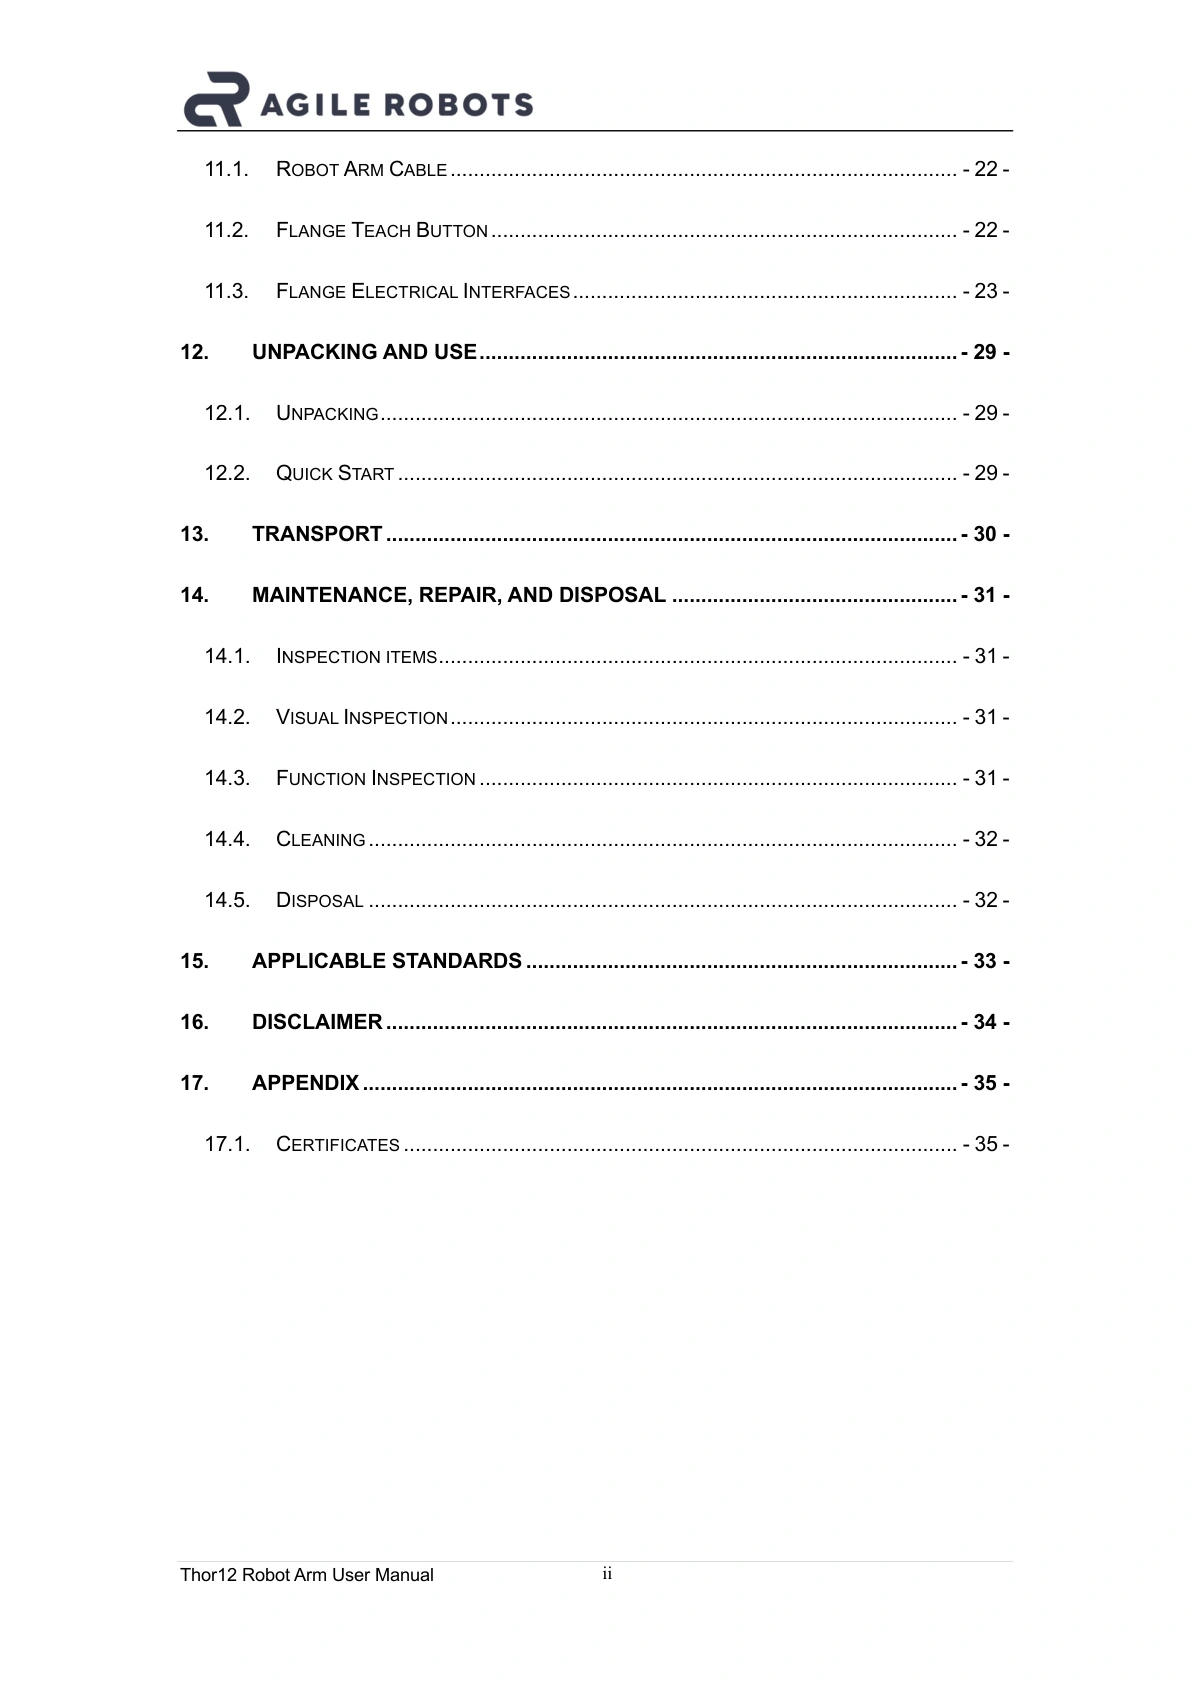 AGILE ROBOTS
11.1. ROBOT ARM CABLE ....................................................................................... - 22 -
11.2. FLANGE TEACH BUTTON ................................................................................ - 22 -
11.3. FLANGE ELECTRICAL INTERFACES .................................................................. - 23 -
12. UNPACKING AND USE .................................................................................. - 29 -
12.1. UNPACKING ................................................................................................... - 29 -
12.2. QUICK START ................................................................................................ - 29 -
13. TRANSPORT .................................................................................................. - 30 -
14. MAINTENANCE, REPAIR, AND DISPOSAL ................................................. - 31 -
14.1. INSPECTION ITEMS ......................................................................................... - 31 -
14.2. VISUAL INSPECTION ....................................................................................... - 31 -
14.3. FUNCTION INSPECTION .................................................................................. - 31 -
14.4. CLEANING ..................................................................................................... - 32 -
14.5. DISPOSAL ..................................................................................................... - 32 -
15. APPLICABLE STANDARDS .......................................................................... - 33 -
16. DISCLAIMER .................................................................................................. - 34 -
17. APPENDIX ...................................................................................................... - 35 -
17.1. CERTIFICATES ............................................................................................... - 35 -
Thor12 Robot Arm User Manual ii